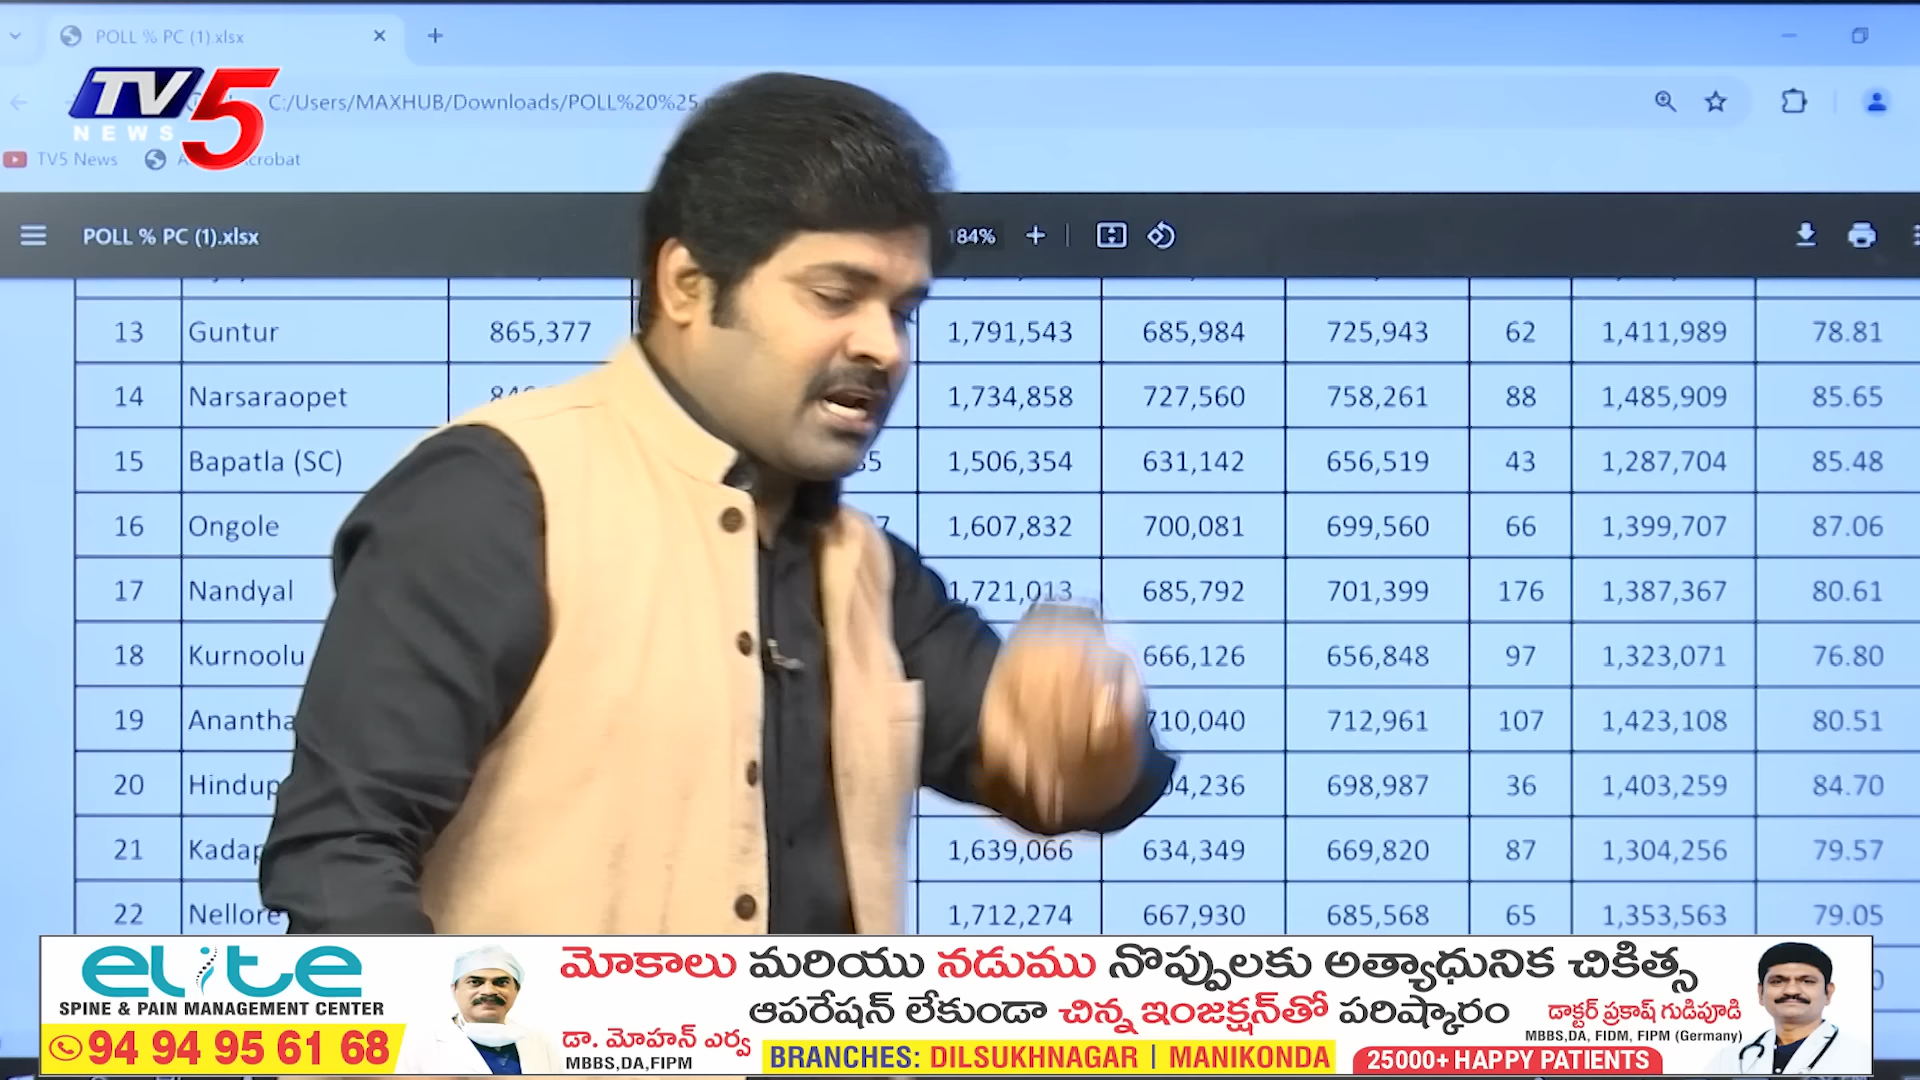 POLL % PC (1).xlsx
TV5
NEWS
C:/Users/MAXHUB/Downloads/POLL%20%25
TV5 News
POLL % PC (1).xlsx
184%
13 Guntur 865,377 1,791,543 685,984 725,943 62 1,411,989 78.81
14 Narsaraopet 1,734,858 727,560 758,261 88 1,485,909 85.65
15 Bapatla (SC) 1,506,354 631,142 656,519 43 1,287,704 85.48
16 Ongole 1,607,832 700,081 699,560 66 1,399,707 87.06
17 Nandyal 1,721,013 685,792 701,399 176 1,387,367 80.61
18 Kurnoolu 666,126 656,848 97 1,323,071 76.80
19 Anantha 710,040 712,961 107 1,423,108 80.51
20 Hindup 698,987 36 1,403,259 84.70
21 Kadap 1,639,066 634,349 669,820 87 1,304,256 79.57
22 Nellore 1,712,274 667,930 685,568 65 1,353,563 79.05
elite
SPINE & PAIN MANAGEMENT CENTER
94 94 95 61 68
డా. మోహన్ ఎర్వ
MBBS,DA,FIPM
మోకాలు మరియు నడుము నొప్పులకు అత్యాధునిక చికిత్స
ఆపరేషన్ లేకుండా చిన్న ఇంజక్షన్‌తో పరిష్కారం
BRANCHES: DILSUKHNAGAR | MANIKONDA
డాక్టర్ ప్రకాష్ గుడిపూడి
MBBS,DA, FIDM, FIPM (Germany)
25000+ HAPPY PATIENTS